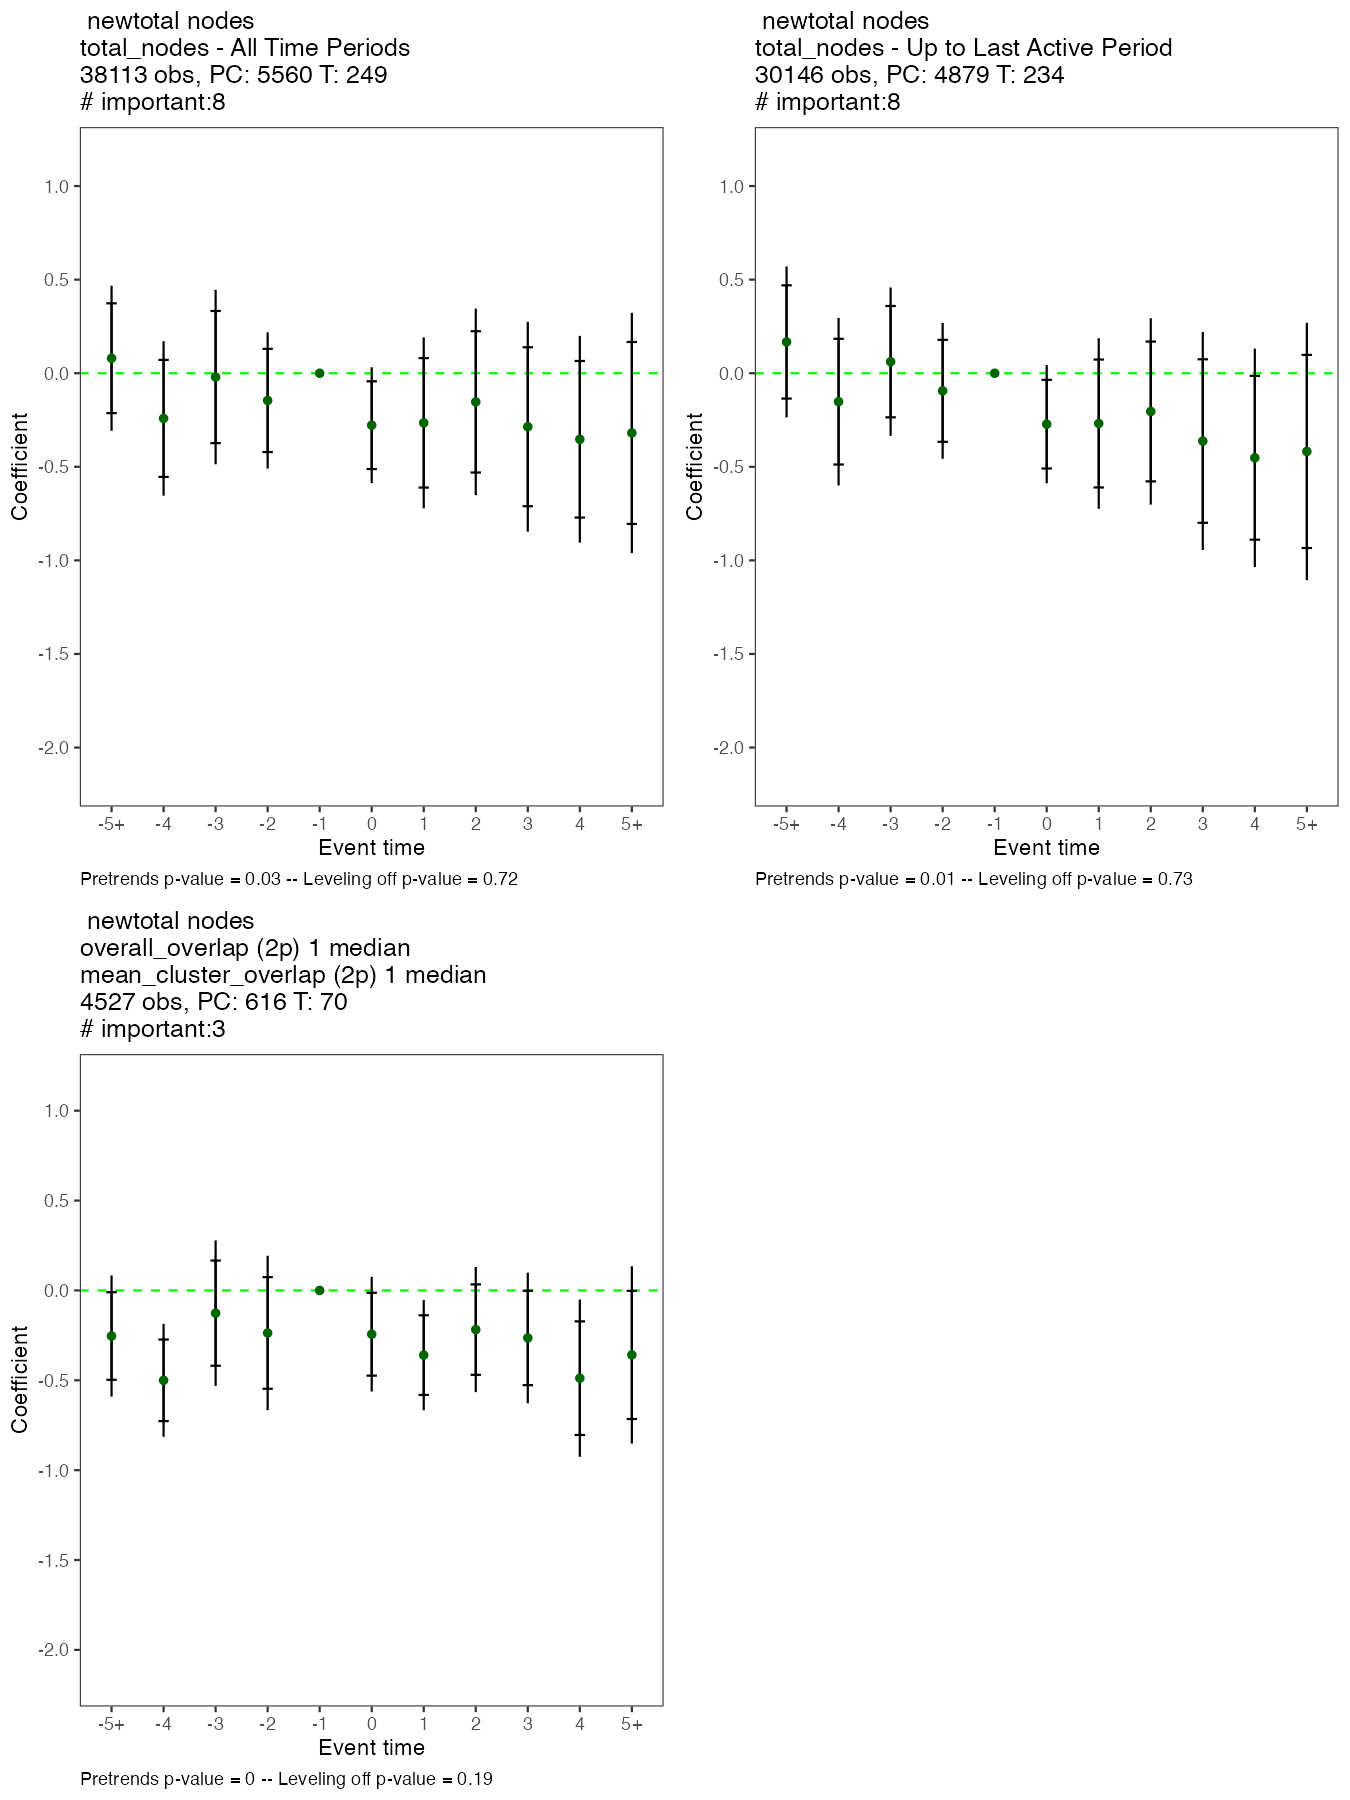 newtotal nodes
total_nodes - All Time Periods
38113 obs, PC: 5560 T: 249
# important:8
1.0
0.5
0.0
-0.5
-1.0
-1.5
-2.0
Coefficient
-5+ -4 -3 -2 -1 0 1 2 3 4 5+
Event time
Pretrends p-value = 0.03 -- Leveling off p-value = 0.72
newtotal nodes
total_nodes - Up to Last Active Period
30146 obs, PC: 4879 T: 234
# important:8
1.0
0.5
0.0
-0.5
-1.0
-1.5
-2.0
Coefficient
-5+ -4 -3 -2 -1 0 1 2 3 4 5+
Event time
Pretrends p-value = 0.01 -- Leveling off p-value = 0.73
newtotal nodes
overall_overlap (2p) 1 median
mean_cluster_overlap (2p) 1 median
4527 obs, PC: 616 T: 70
# important:3
1.0
0.5
0.0
-0.5
-1.0
-1.5
-2.0
Coefficient
-5+ -4 -3 -2 -1 0 1 2 3 4 5+
Event time
Pretrends p-value = 0 -- Leveling off p-value = 0.19